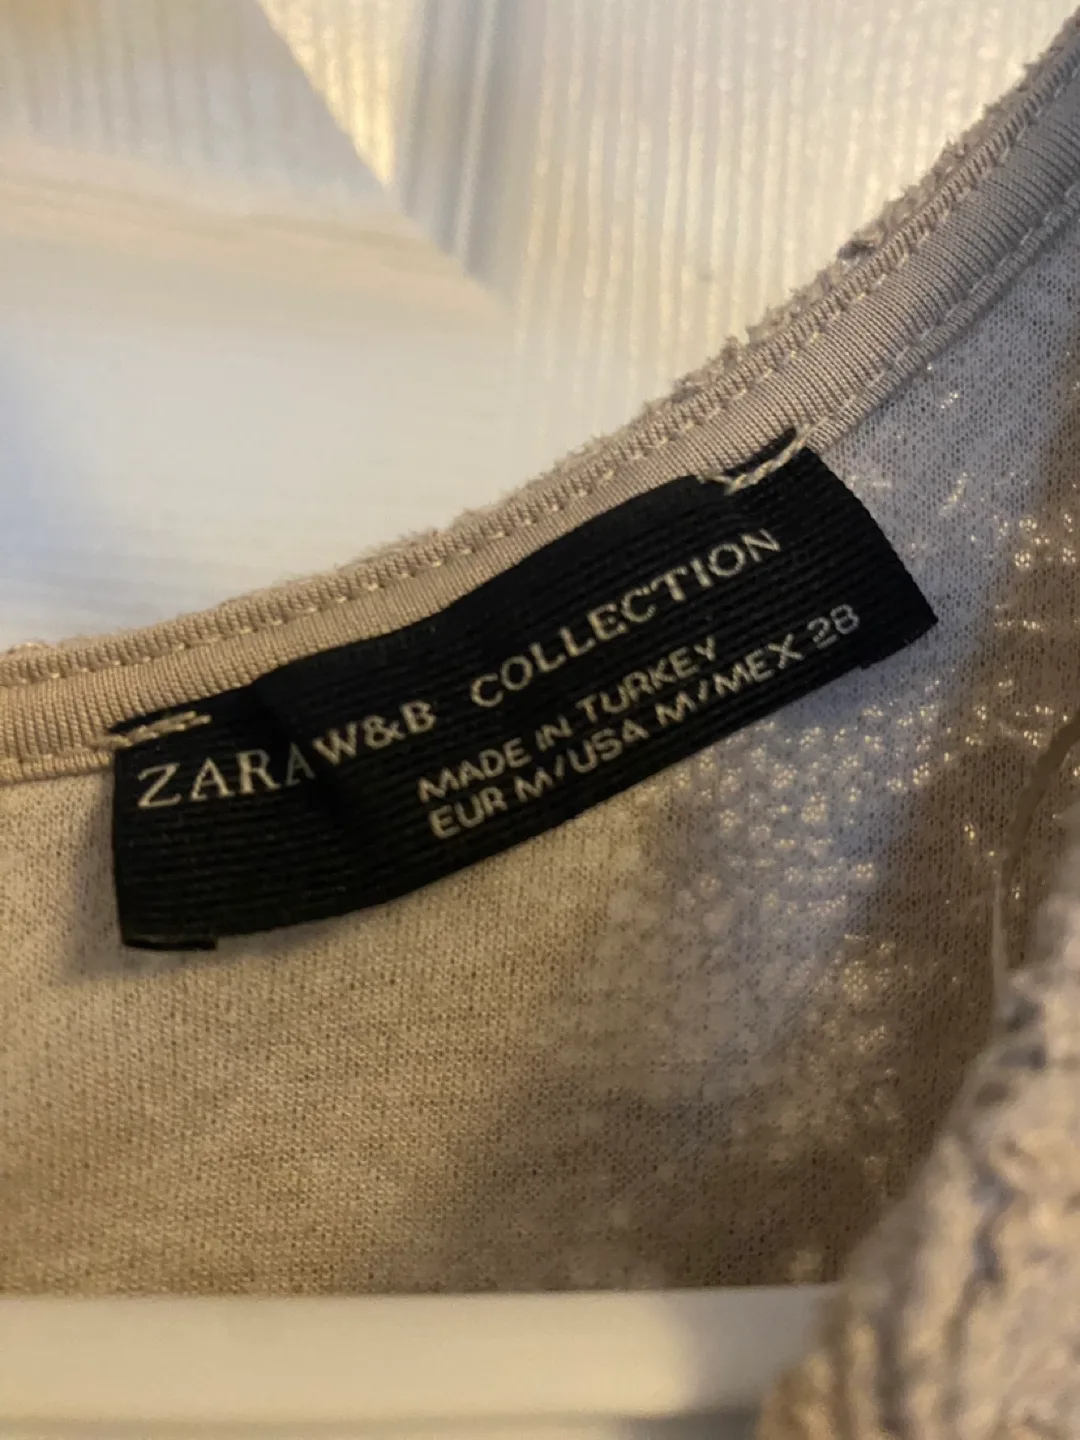 ZARA W&B COLLECTION
MADE IN TURKEY
EUR M/USA M/MEX 28